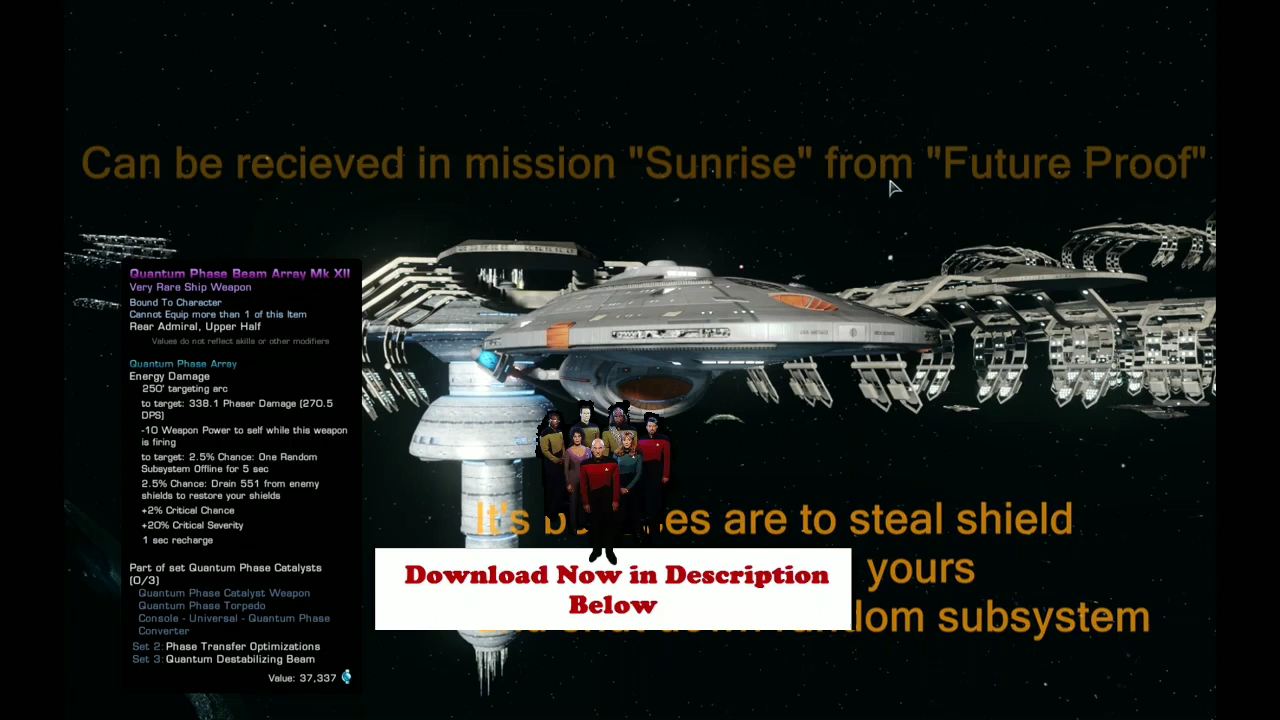 Can be recieved in mission "Sunrise" from "Future Proof"
Quantum Phase Beam Array Mk XII
Very Rare Ship Weapon
Bound To Character
Cannot Equip more than 1 of this Item
Rear Admiral, Upper Half
Values do not reflect skills or other modifiers
Quantum Phase Array
Energy Damage
250' targeting arc
to target: 338.1 Phaser Damage (270.5
DPS)
-10 Weapon Power to self while this weapon
is firing
to target: 2.5% Chance: One Random
Subsystem Offline for 5 sec
2.5% Chance: Drain 551 from enemy
shields to restore your shields
+2% Critical Chance
+20% Critical Severity
1 sec recharge
Part of set Quantum Phase Catalysts
(0/3)
Quantum Phase Catalyst Weapon
Quantum Phase Torpedo
Console - Universal - Quantum Phase
Converter
Set 2: Phase Transfer Optimizations
Set 3: Quantum Destabilizing Beam
Value: 37,337
It's are to steal shield
yours
subsystem
Download Now in Description
Below